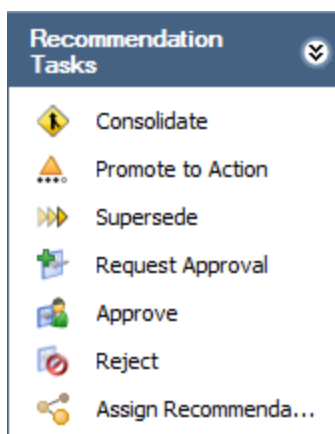 Recommendation
Tasks
Consolidate
Promote to Action
Supersede
Request Approval
Approve
Reject
Assign Recommenda...